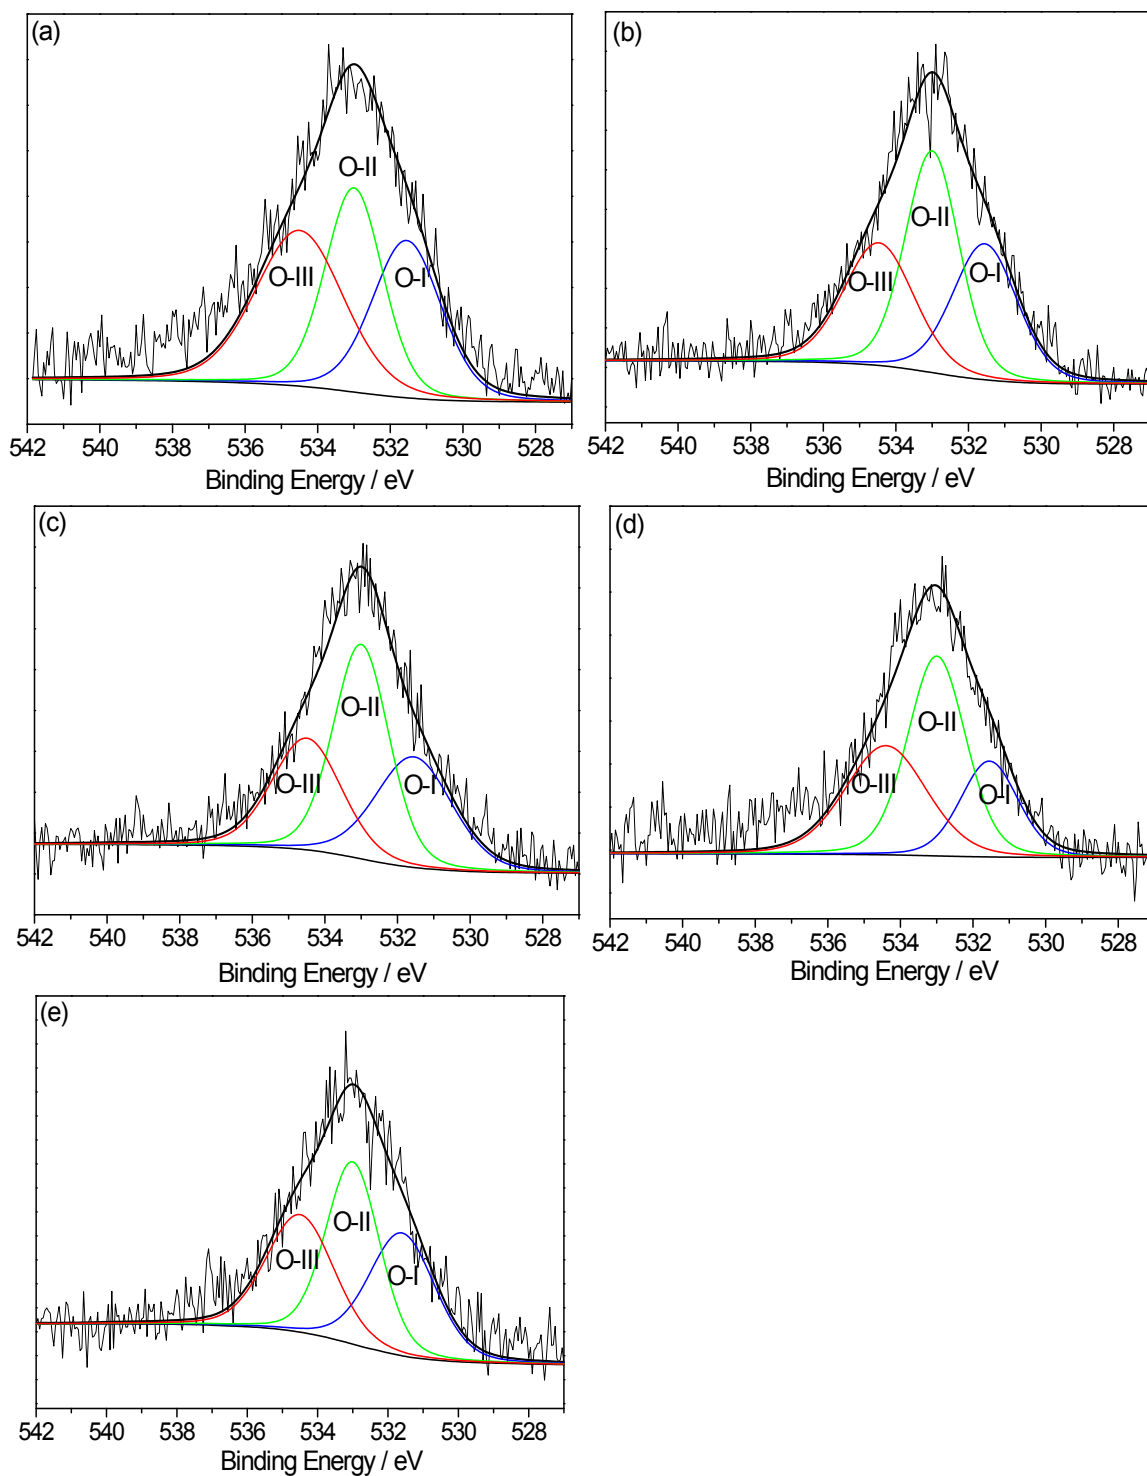 (a)
O-II
O-III
O-I
542 540 538 536 534 532 530 528
Binding Energy / eV
(b)
O-II
O-III
O-I
542 540 538 536 534 532 530 528
Binding Energy / eV
(c)
O-II
O-III
O-I
542 540 538 536 534 532 530 528
Binding Energy / eV
(d)
O-II
O-III
O-I
542 540 538 536 534 532 530 528
Binding Energy / eV
(e)
O-II
O-III
O-I
542 540 538 536 534 532 530 528
Binding Energy / eV